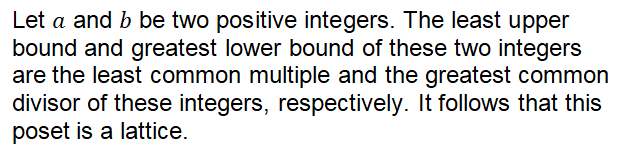 Let a and b be two positive integers. The least upper
bound and greatest lower bound of these two integers
are the least common multiple and the greatest common
divisor of these integers, respectively. It follows that this
poset is a lattice.